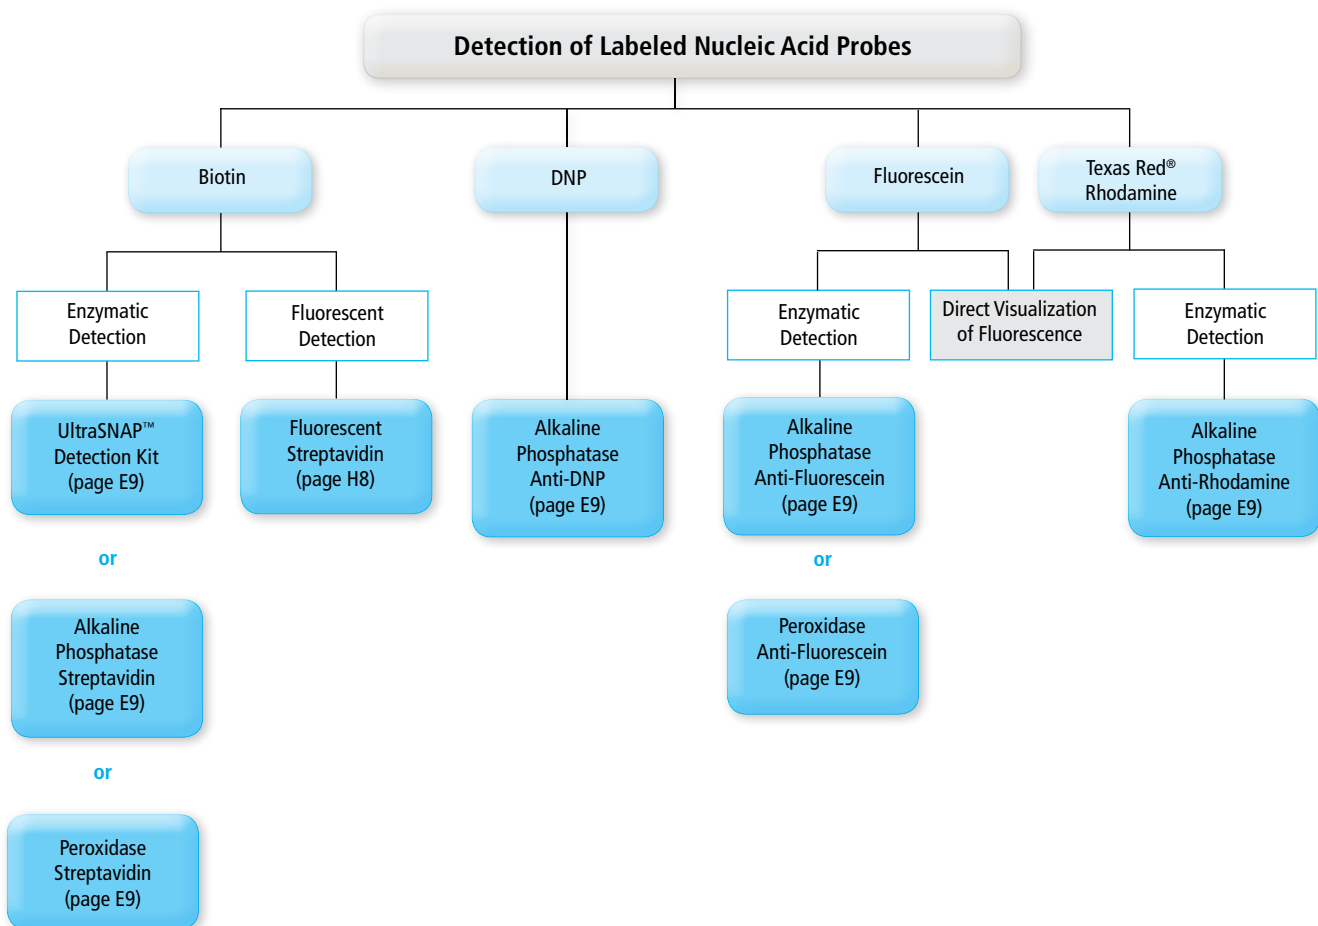 Detection of Labeled Nucleic Acid Probes
Biotin
DNP
Fluorescein
Texas Red®
Rhodamine
Enzymatic
Detection
Fluorescent
Detection
Enzymatic
Detection
Direct Visualization
of Fluorescence
Enzymatic
Detection
UltraSNAP™
Detection Kit
(page E9)
Fluorescent
Streptavidin
(page H8)
Alkaline
Phosphatase
Anti-DNP
(page E9)
Alkaline
Phosphatase
Anti-Fluorescein
(page E9)
Alkaline
Phosphatase
Anti-Rhodamine
(page E9)
or
or
Alkaline
Phosphatase
Streptavidin
(page E9)
Peroxidase
Anti-Fluorescein
(page E9)
or
Peroxidase
Streptavidin
(page E9)